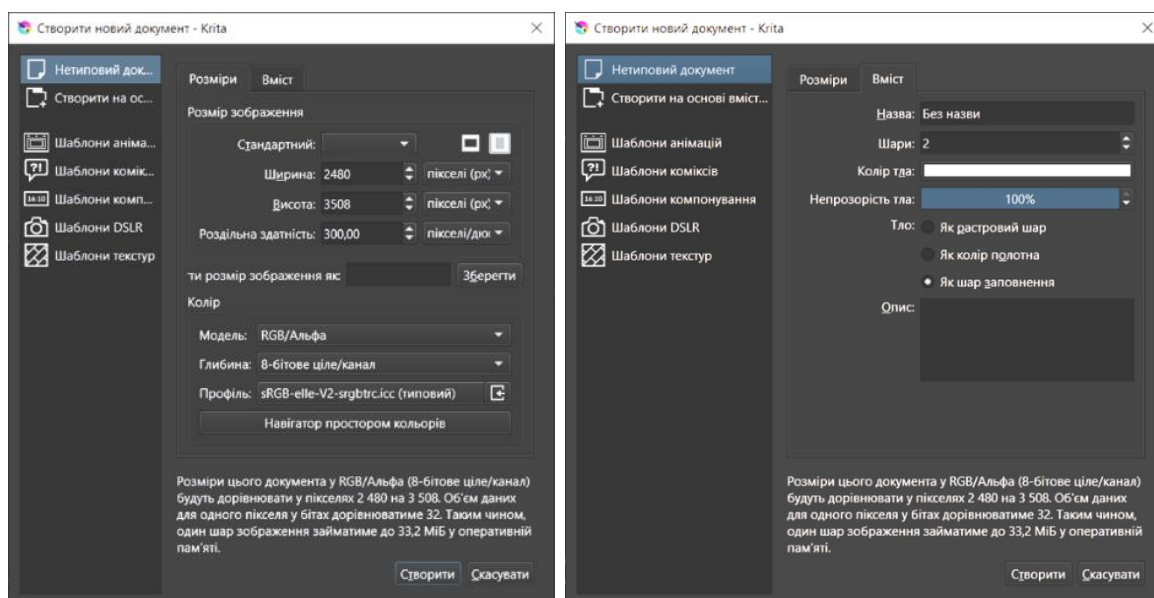 Створити новий документ - Krita
Нетиповий док...
Створити на ос...
Шаблони аніма...
Шаблони комік...
Шаблони комп...
Шаблони DSLR
Шаблони текстур
Розміри Вміст
Розмір зображення
Стандартний:
Ширина: 2480 пікселі (px)
Висота: 3508 пікселі (px)
Роздільна здатність: 300,00 пікселі/дюй
ти розмір зображення як: Зберегти
Колір
Модель: RGB/Альфа
Глибина: 8-бітове ціле/канал
Профіль: sRGB-elle-V2-srgbtrc.icc (типовий)
Навігатор простором кольорів
Розміри цього документа у RGB/Альфа (8-бітове ціле/канал)
будуть дорівнювати у пікселях 2 480 на 3 508. Об'єм даних
для одного пікселя у бітах дорівнюватиме 32. Таким чином,
один шар зображення займатиме до 33,2 МіБ у оперативній
пам'яті.
Створити Скасувати
Створити новий документ - Krita
Нетиповий документ
Створити на основі вміст...
Шаблони анімацій
Шаблони коміксів
16:10 Шаблони компонування
Шаблони DSLR
Шаблони текстур
Розміри Вміст
Назва: Без назви
Шари: 2
Колір тла:
Непрозорість тла: 100%
Тло: Як растровий шар
Як колір полотна
Як шар заповнення
Опис:
Розміри цього документа у RGB/Альфа (8-бітове ціле/канал)
будуть дорівнювати у пікселях 2 480 на 3 508. Об'єм даних
для одного пікселя у бітах дорівнюватиме 32. Таким чином,
один шар зображення займатиме до 33,2 МіБ у оперативній
пам'яті.
Створити Скасувати